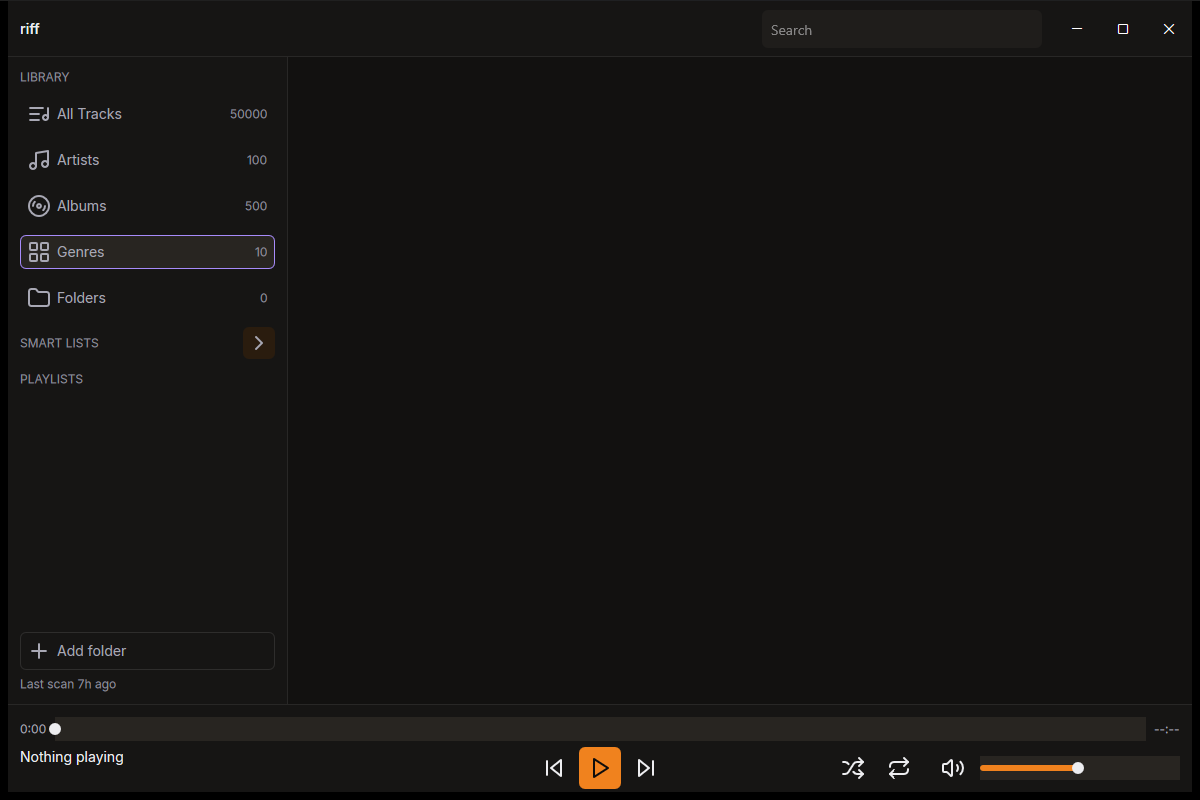 riff
Search
LIBRARY
All Tracks 50000
Artists 100
Albums 500
Genres 10
Folders 0
SMART LISTS
PLAYLISTS
Add folder
Last scan 7h ago
0:00 --:--
Nothing playing